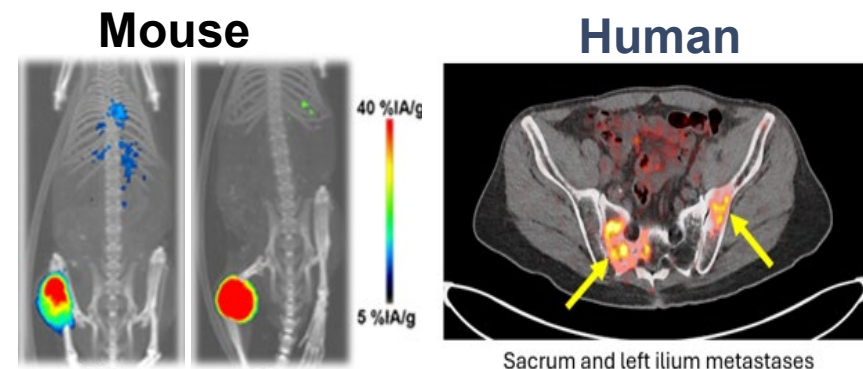 Mouse
Human
40 %IA/g
5 %IA/g
Sacrum and left ilium metastases